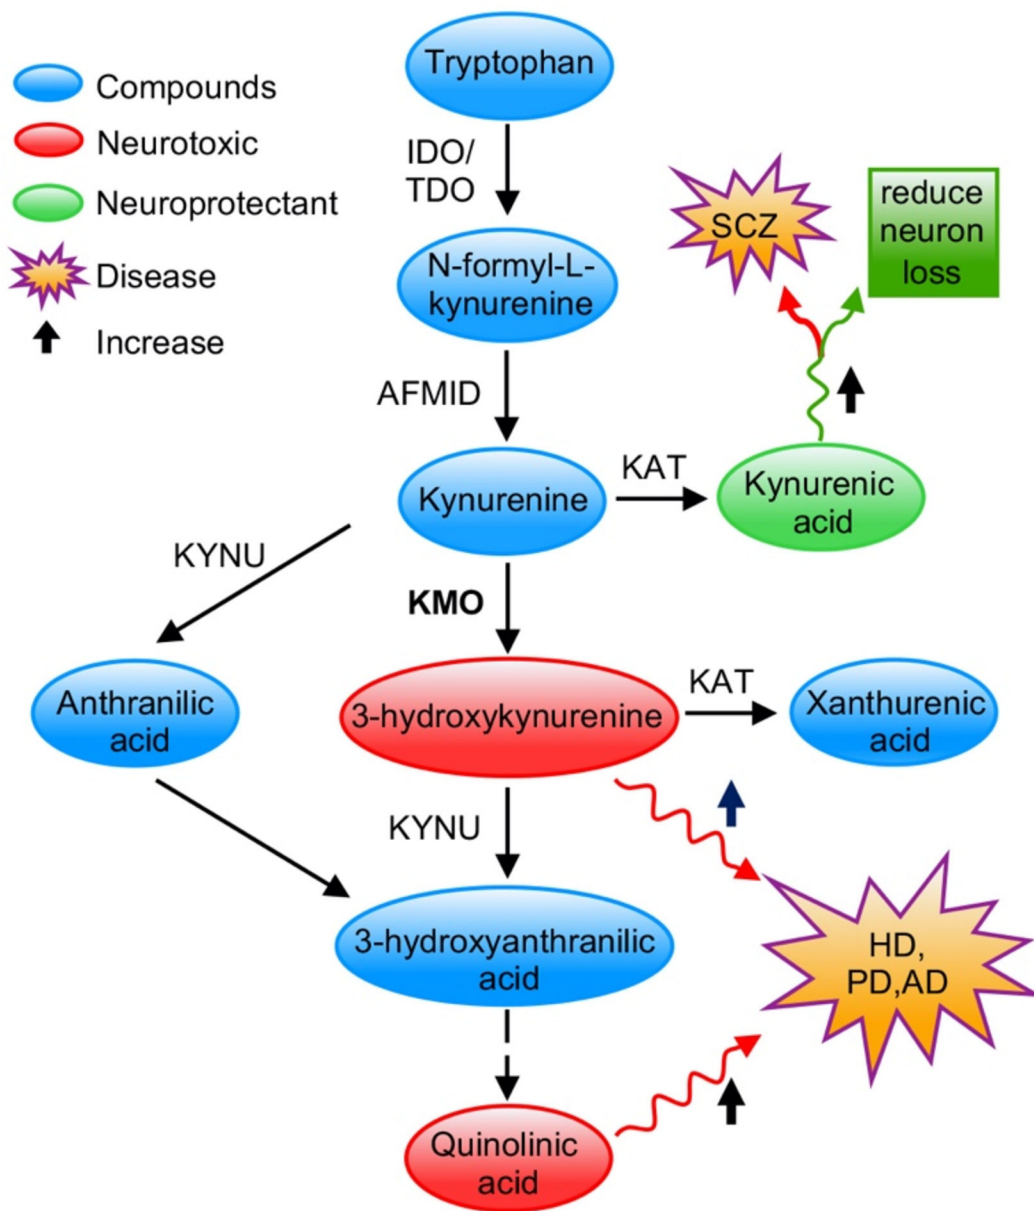 Tryptophan
Compounds
Neurotoxic
Neuroprotectant
Disease
Increase
IDO/
TDO
N-formyl-L-
kynurenine
SCZ
reduce
neuron
loss
AFMID
Kynurenine
KAT
Kynurenic
acid
KYNU
KMO
Anthranilic
acid
3-hydroxykynurenine
KAT
Xanthurenic
acid
KYNU
3-hydroxyanthranilic
acid
HD,
PD,AD
Quinolinic
acid